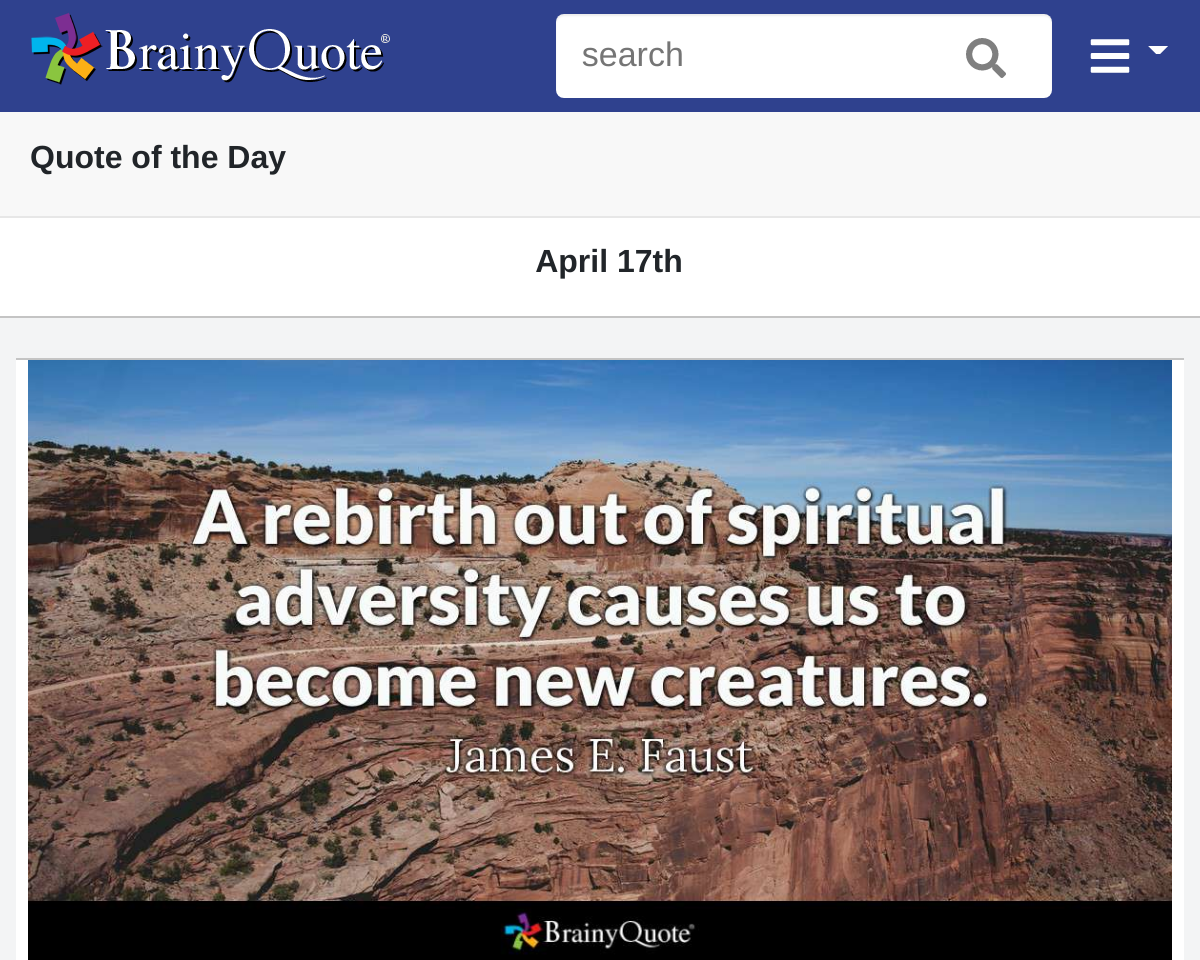 BrainyQuote®
search
Quote of the Day
April 17th
A rebirth out of spiritual
adversity causes us to
become new creatures.
James E. Faust
BrainyQuote®